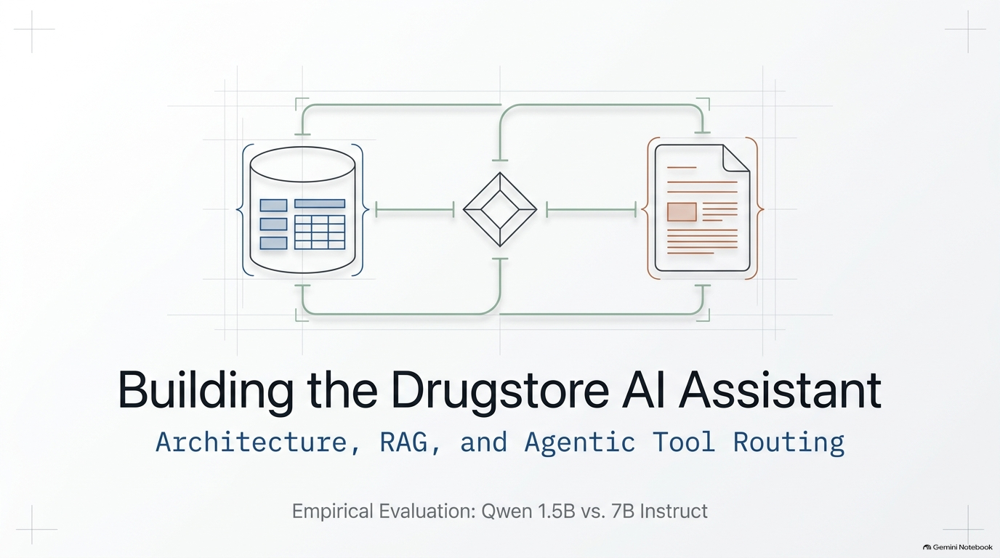 Building the Drugstore AI Assistant
Architecture, RAG, and Agentic Tool Routing
Empirical Evaluation: Qwen 1.5B vs. 7B Instruct
Gemini Notebook